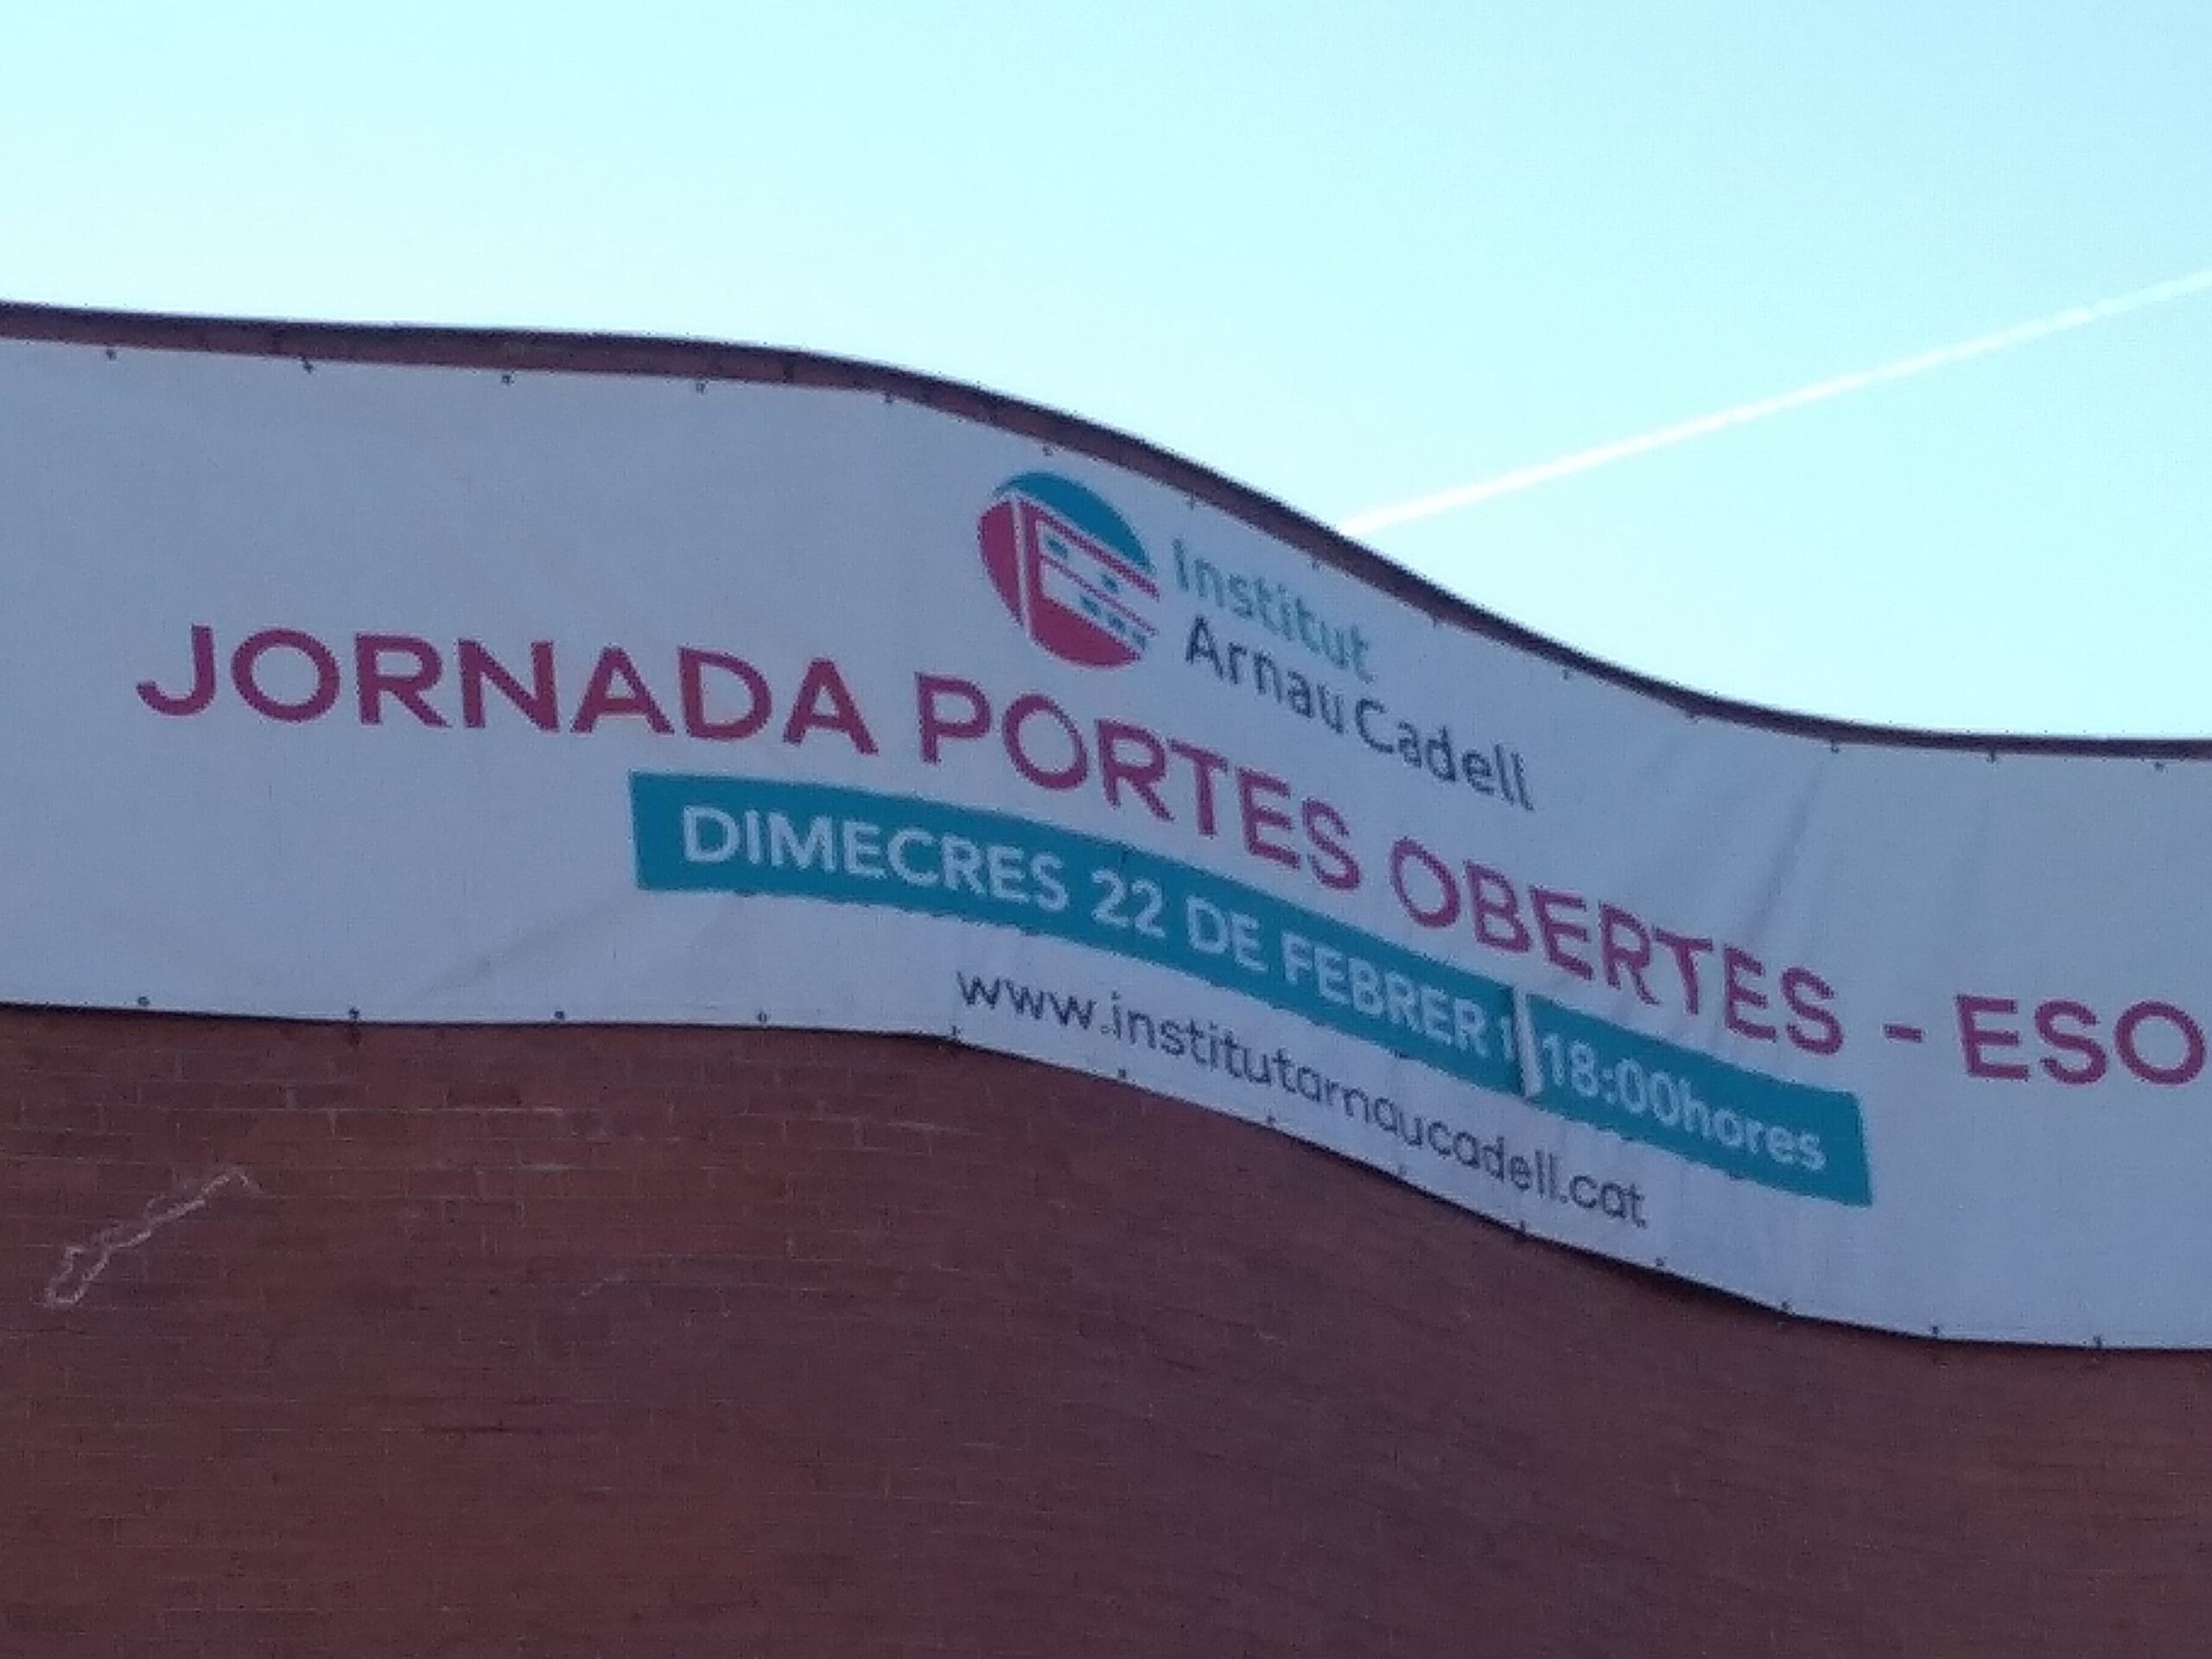 Institut
Arnau Cadell
JORNADA PORTES OBERTES - ESO
DIMECRES 22 DE FEBRER 18:00hores
www.institutarnaucadell.cat